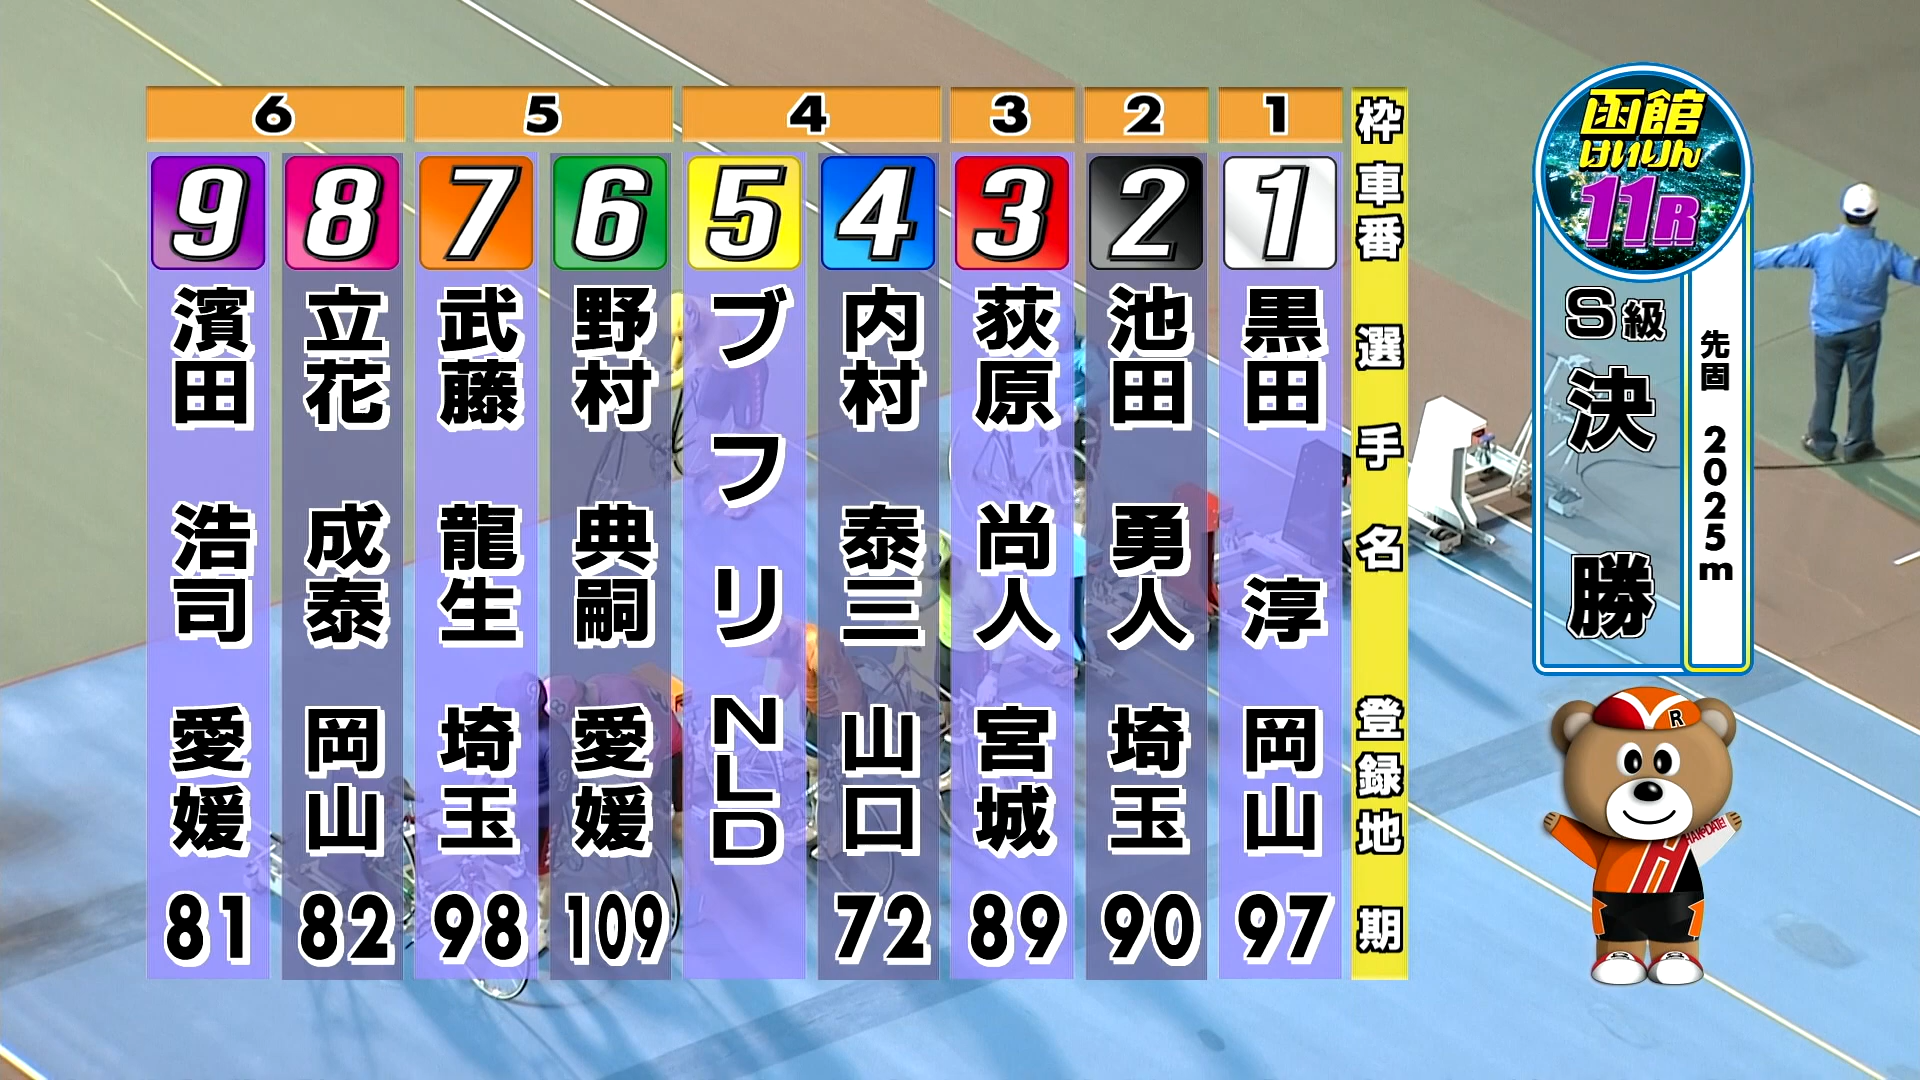 枠 1 2 3 4 5 6
車番 1 2 3 4 5 6 7 8 9
選手名 登録地 期
黒田 淳 岡山 97
池田 勇人 埼玉 90
荻原 尚人 宮城 89
内村 泰三 山口 72
ブフリ NLD
野村 典嗣 愛媛 109
武藤 龍生 埼玉 98
立花 成泰 岡山 82
濱田 浩司 愛媛 81
函館
けいりん
11R
S級
決勝
先固 2025m
R
HAKODATE!
H